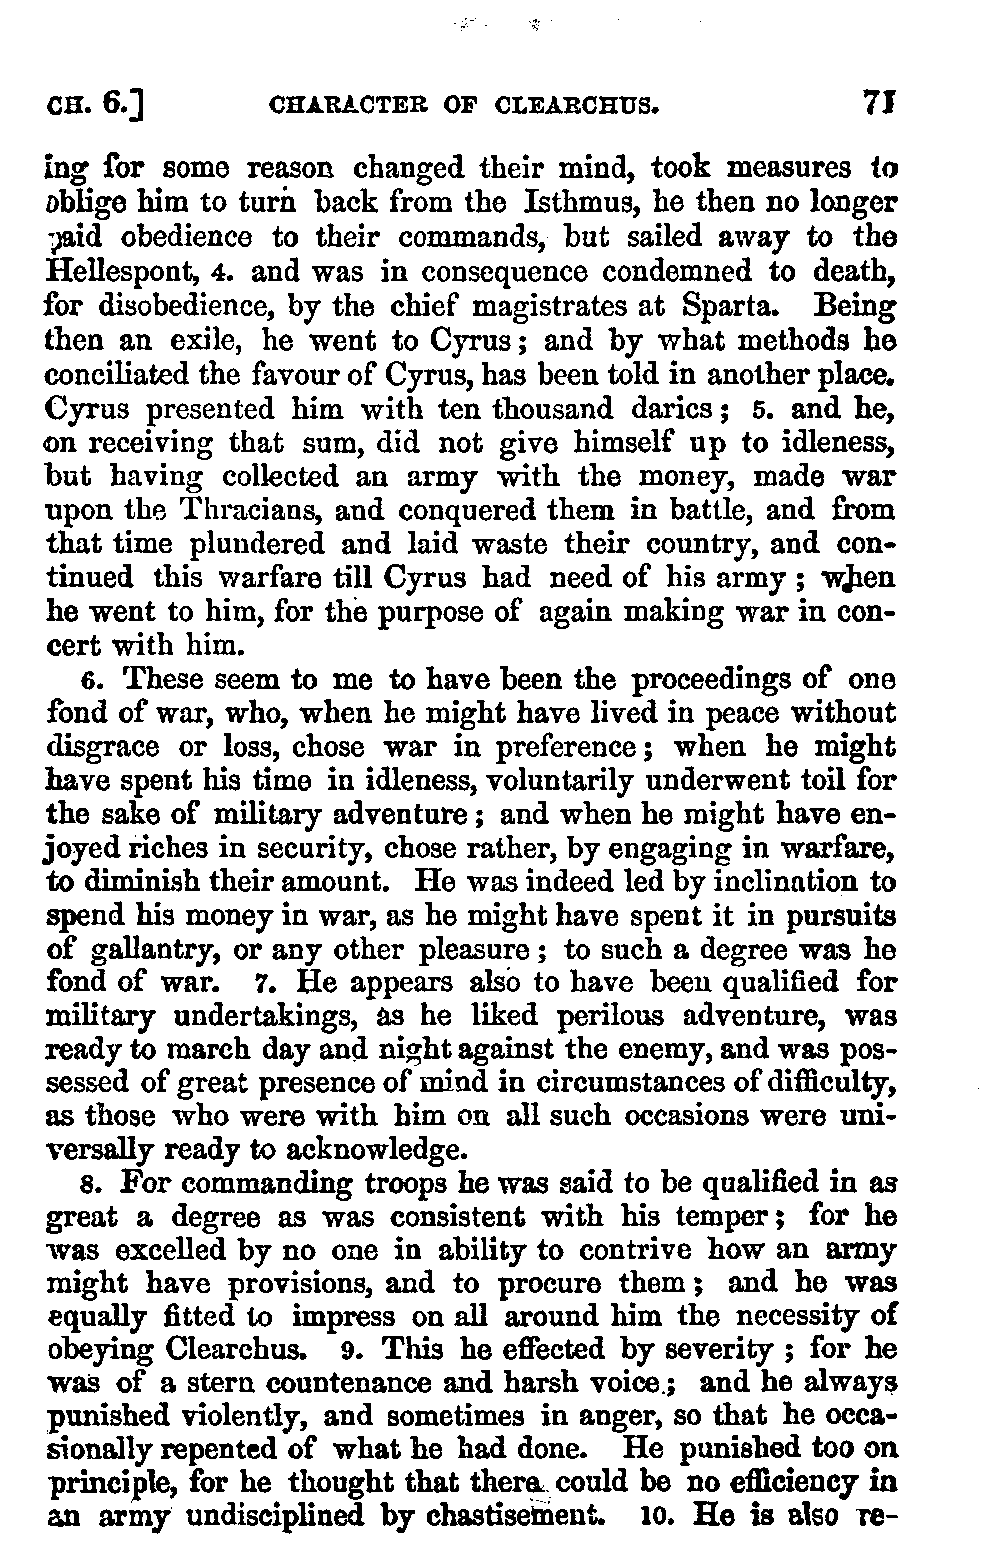 CH. 6.] CHARACTER OF CLEARCHUS. 71
ing for some reason changed their mind, took measures to
oblige him to turn back from the Isthmus, he then no longer
paid obedience to their commands, but sailed away to the
Hellespont, 4. and was in consequence condemned to death,
for disobedience, by the chief magistrates at Sparta. Being
then an exile, he went to Cyrus; and by what methods he
conciliated the favour of Cyrus, has been told in another place.
Cyrus presented him with ten thousand darics; 5. and he,
on receiving that sum, did not give himself up to idleness,
but having collected an army with the money, made war
upon the Thracians, and conquered them in battle, and from
that time plundered and laid waste their country, and con-
tinued this warfare till Cyrus had need of his army; when
he went to him, for the purpose of again making war in con-
cert with him.
6. These seem to me to have been the proceedings of one
fond of war, who, when he might have lived in peace without
disgrace or loss, chose war in preference; when he might
have spent his time in idleness, voluntarily underwent toil for
the sake of military adventure; and when he might have en-
joyed riches in security, chose rather, by engaging in warfare,
to diminish their amount. He was indeed led by inclination to
spend his money in war, as he might have spent it in pursuits
of gallantry, or any other pleasure; to such a degree was he
fond of war. 7. He appears also to have been qualified for
military undertakings, as he liked perilous adventure, was
ready to march day and night against the enemy, and was pos-
sessed of great presence of mind in circumstances of difficulty,
as those who were with him on all such occasions were uni-
versally ready to acknowledge.
8. For commanding troops he was said to be qualified in as
great a degree as was consistent with his temper; for he
was excelled by no one in ability to contrive how an army
might have provisions, and to procure them; and he was
equally fitted to impress on all around him the necessity of
obeying Clearchus. 9. This he effected by severity; for he
was of a stern countenance and harsh voice; and he always
punished violently, and sometimes in anger, so that he occa-
sionally repented of what he had done. He punished too on
principle, for he thought that there could be no efficiency in
an army undisciplined by chastisement. 10. He is also re-